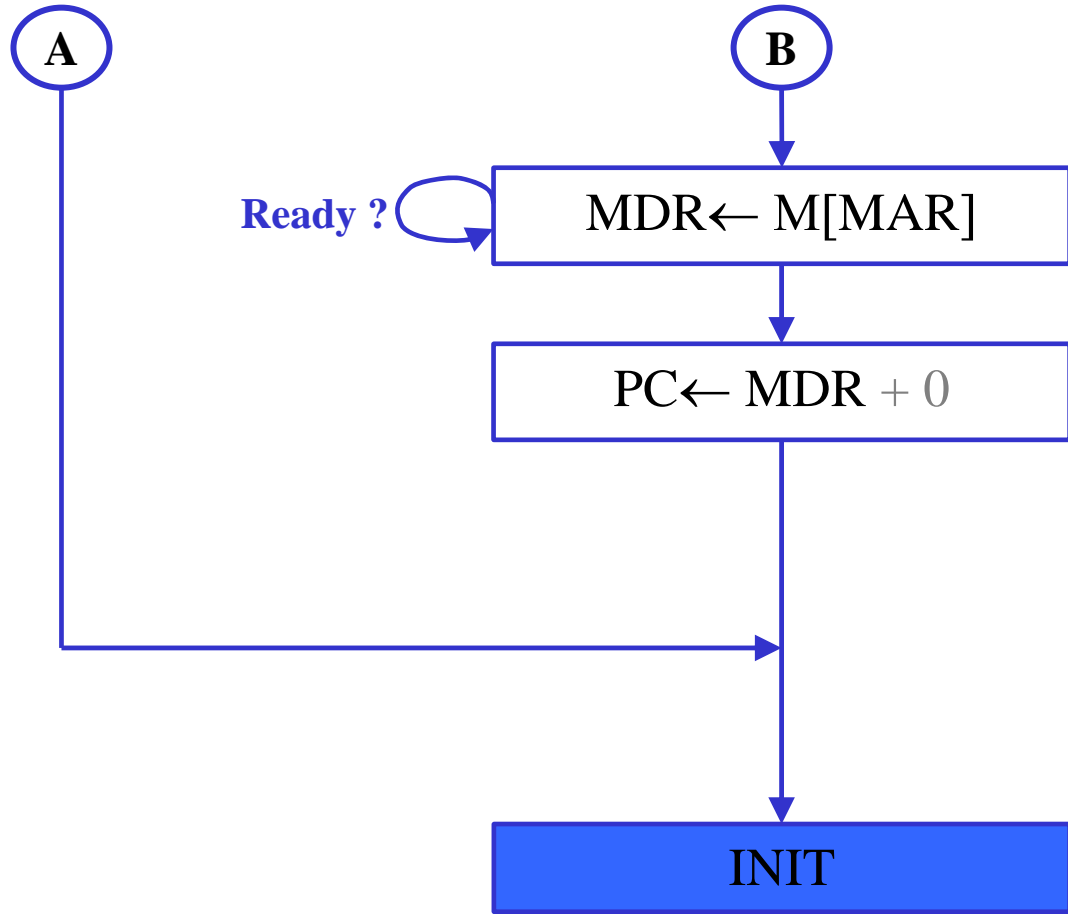 A
B
Ready ?
MDR← M[MAR]
PC← MDR + 0
INIT